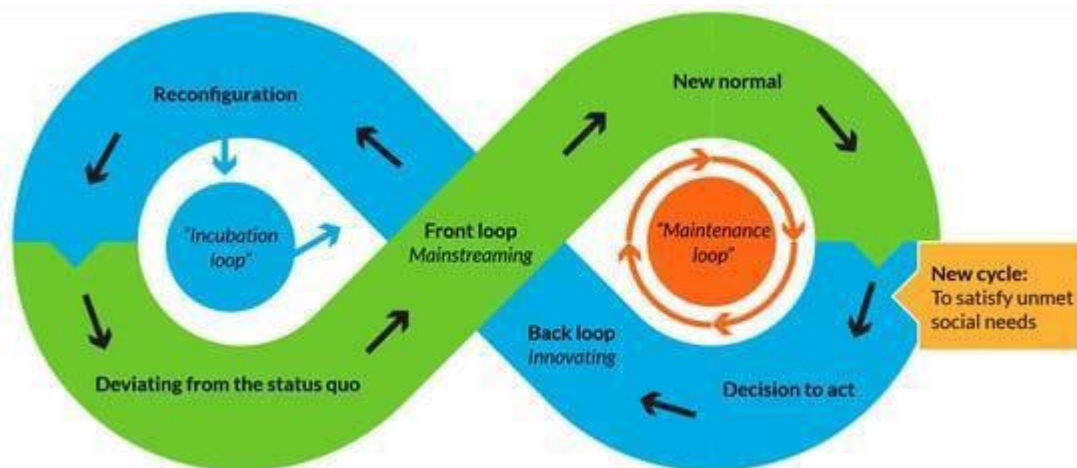 Reconfiguration
New normal
"Incubation
loop"
Front loop
Mainstreaming
"Maintenance
loop"
New cycle:
To satisfy unmet
social needs
Back loop
Innovating
Deviating from the status quo
Decision to act